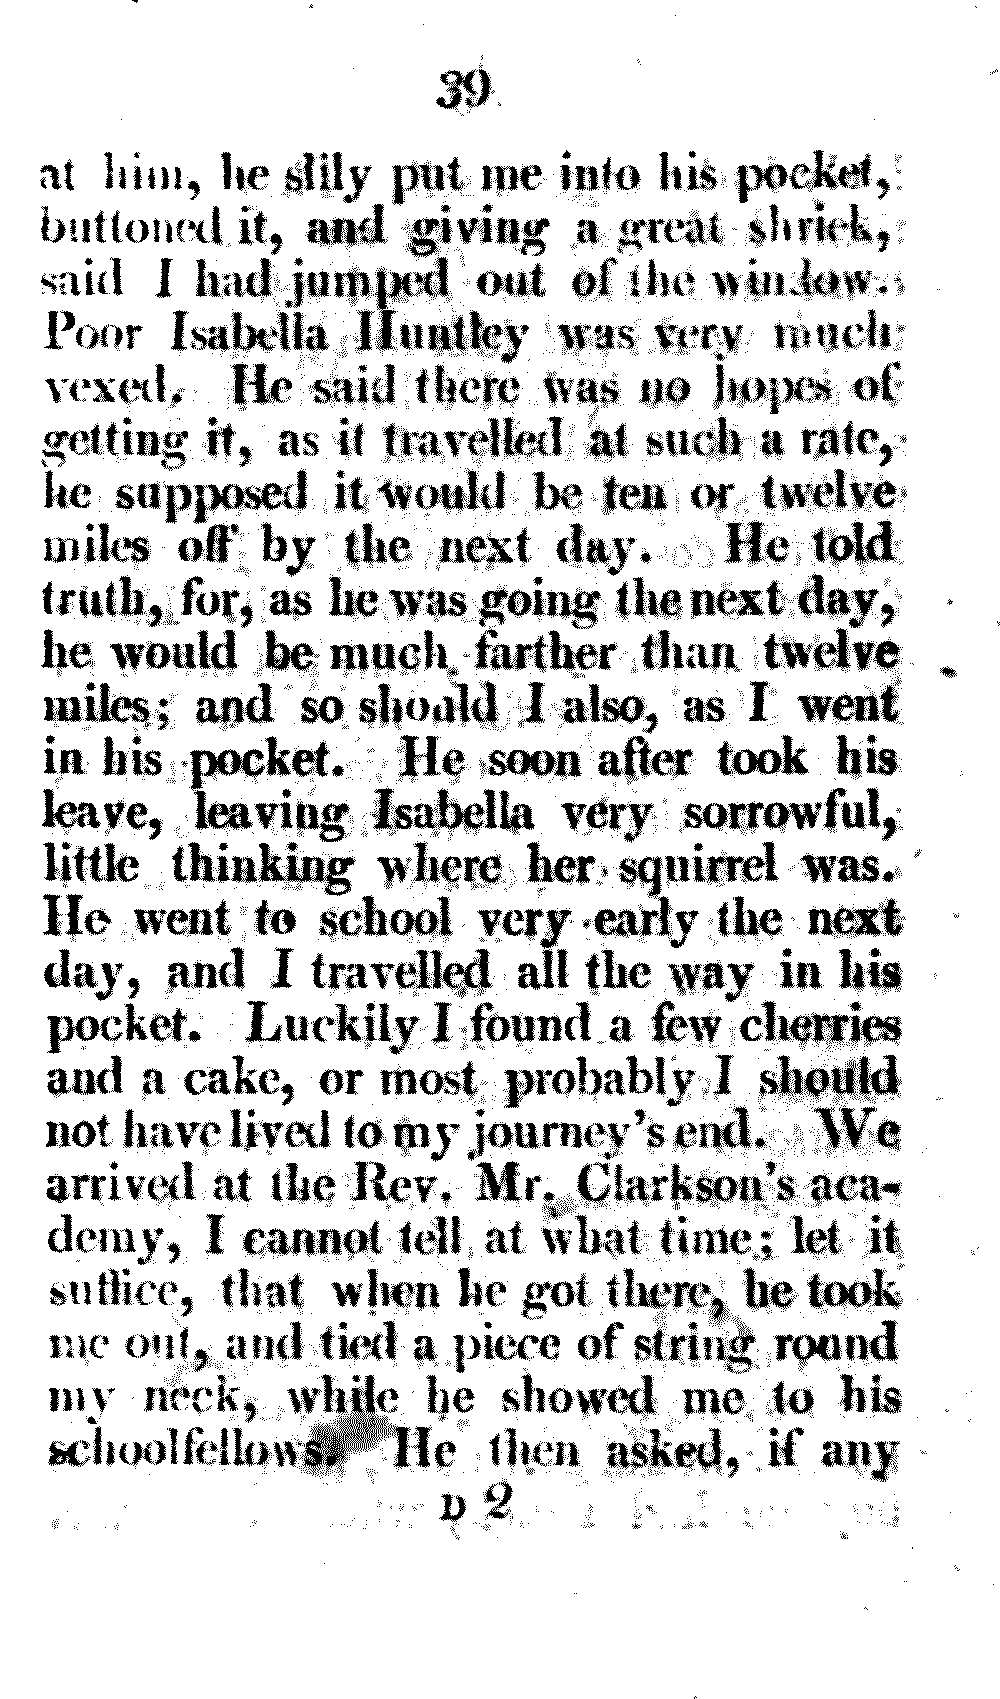 39
at him, he slily put me into his pocket,
buttoned it, and giving a great shriek,
said I had jumped out of the window.
Poor Isabella Huntley was very much
vexed. He said there was no hopes of
getting it, as it travelled at such a rate,
he supposed it would be ten or twelve
miles off by the next day. He told
truth, for, as he was going the next day,
he would be much farther than twelve
miles; and so should I also, as I went
in his pocket. He soon after took his
leave, leaving Isabella very sorrowful,
little thinking where her squirrel was.
He went to school very early the next
day, and I travelled all the way in his
pocket. Luckily I found a few cherries
and a cake, or most probably I should
not have lived to my journey's end. We
arrived at the Rev. Mr. Clarkson's aca-
demy, I cannot tell at what time; let it
suffice, that when he got there, he took
me out, and tied a piece of string round
my neck, while he showed me to his
schoolfellows. He then asked, if any
D 2